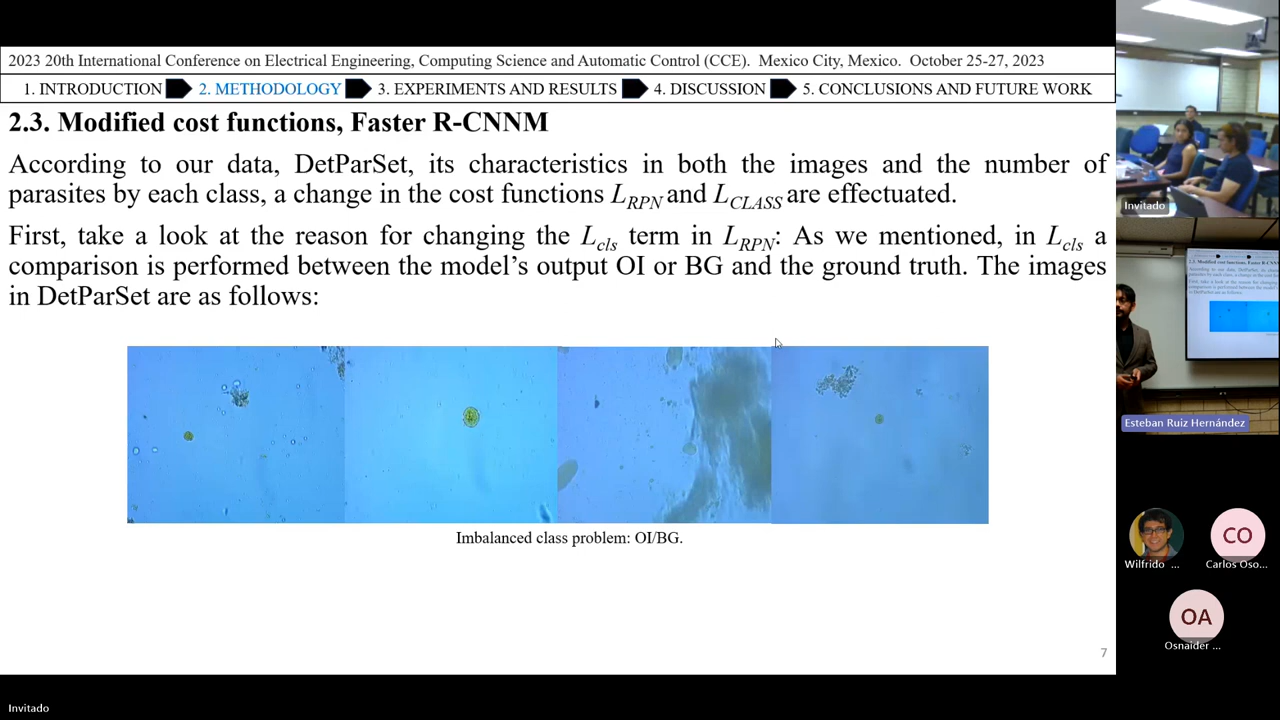 2023 20th International Conference on Electrical Engineering, Computing Science and Automatic Control (CCE). Mexico City, Mexico. October 25-27, 2023
1. INTRODUCTION 2. METHODOLOGY 3. EXPERIMENTS AND RESULTS 4. DISCUSSION 5. CONCLUSIONS AND FUTURE WORK
2.3. Modified cost functions, Faster R-CNNM
According to our data, DetParSet, its characteristics in both the images and the number of
parasites by each class, a change in the cost functions L_RPN and L_CLASS are effectuated.
First, take a look at the reason for changing the L_cls term in L_RPN: As we mentioned, in L_cls a
comparison is performed between the model's output OI or BG and the ground truth. The images
in DetParSet are as follows:
Imbalanced class problem: OI/BG.
7
Invitado
Esteban Ruíz Hernández
Wilfrido ...
CO
Carlos Oso...
OA
Osnaider ...
Invitado